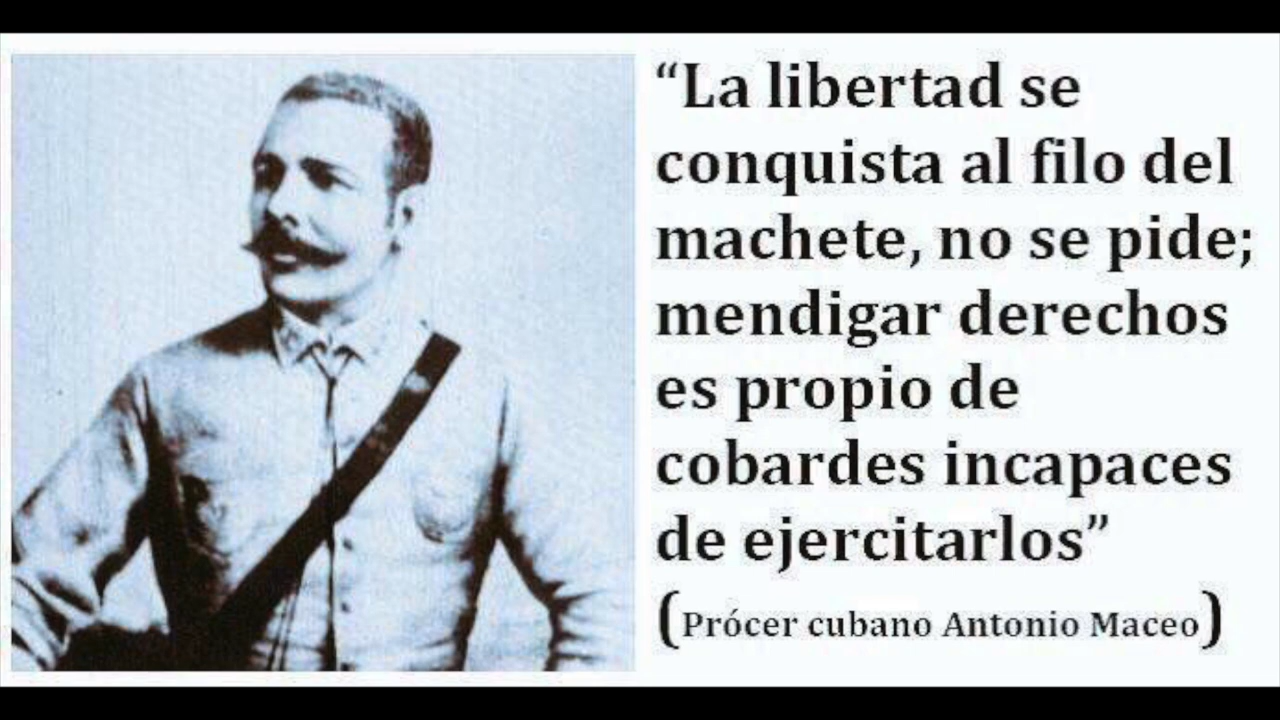 “La libertad se
conquista al filo del
machete, no se pide;
mendigar derechos
es propio de
cobardes incapaces
de ejercitarlos”
(Prócer cubano Antonio Maceo)